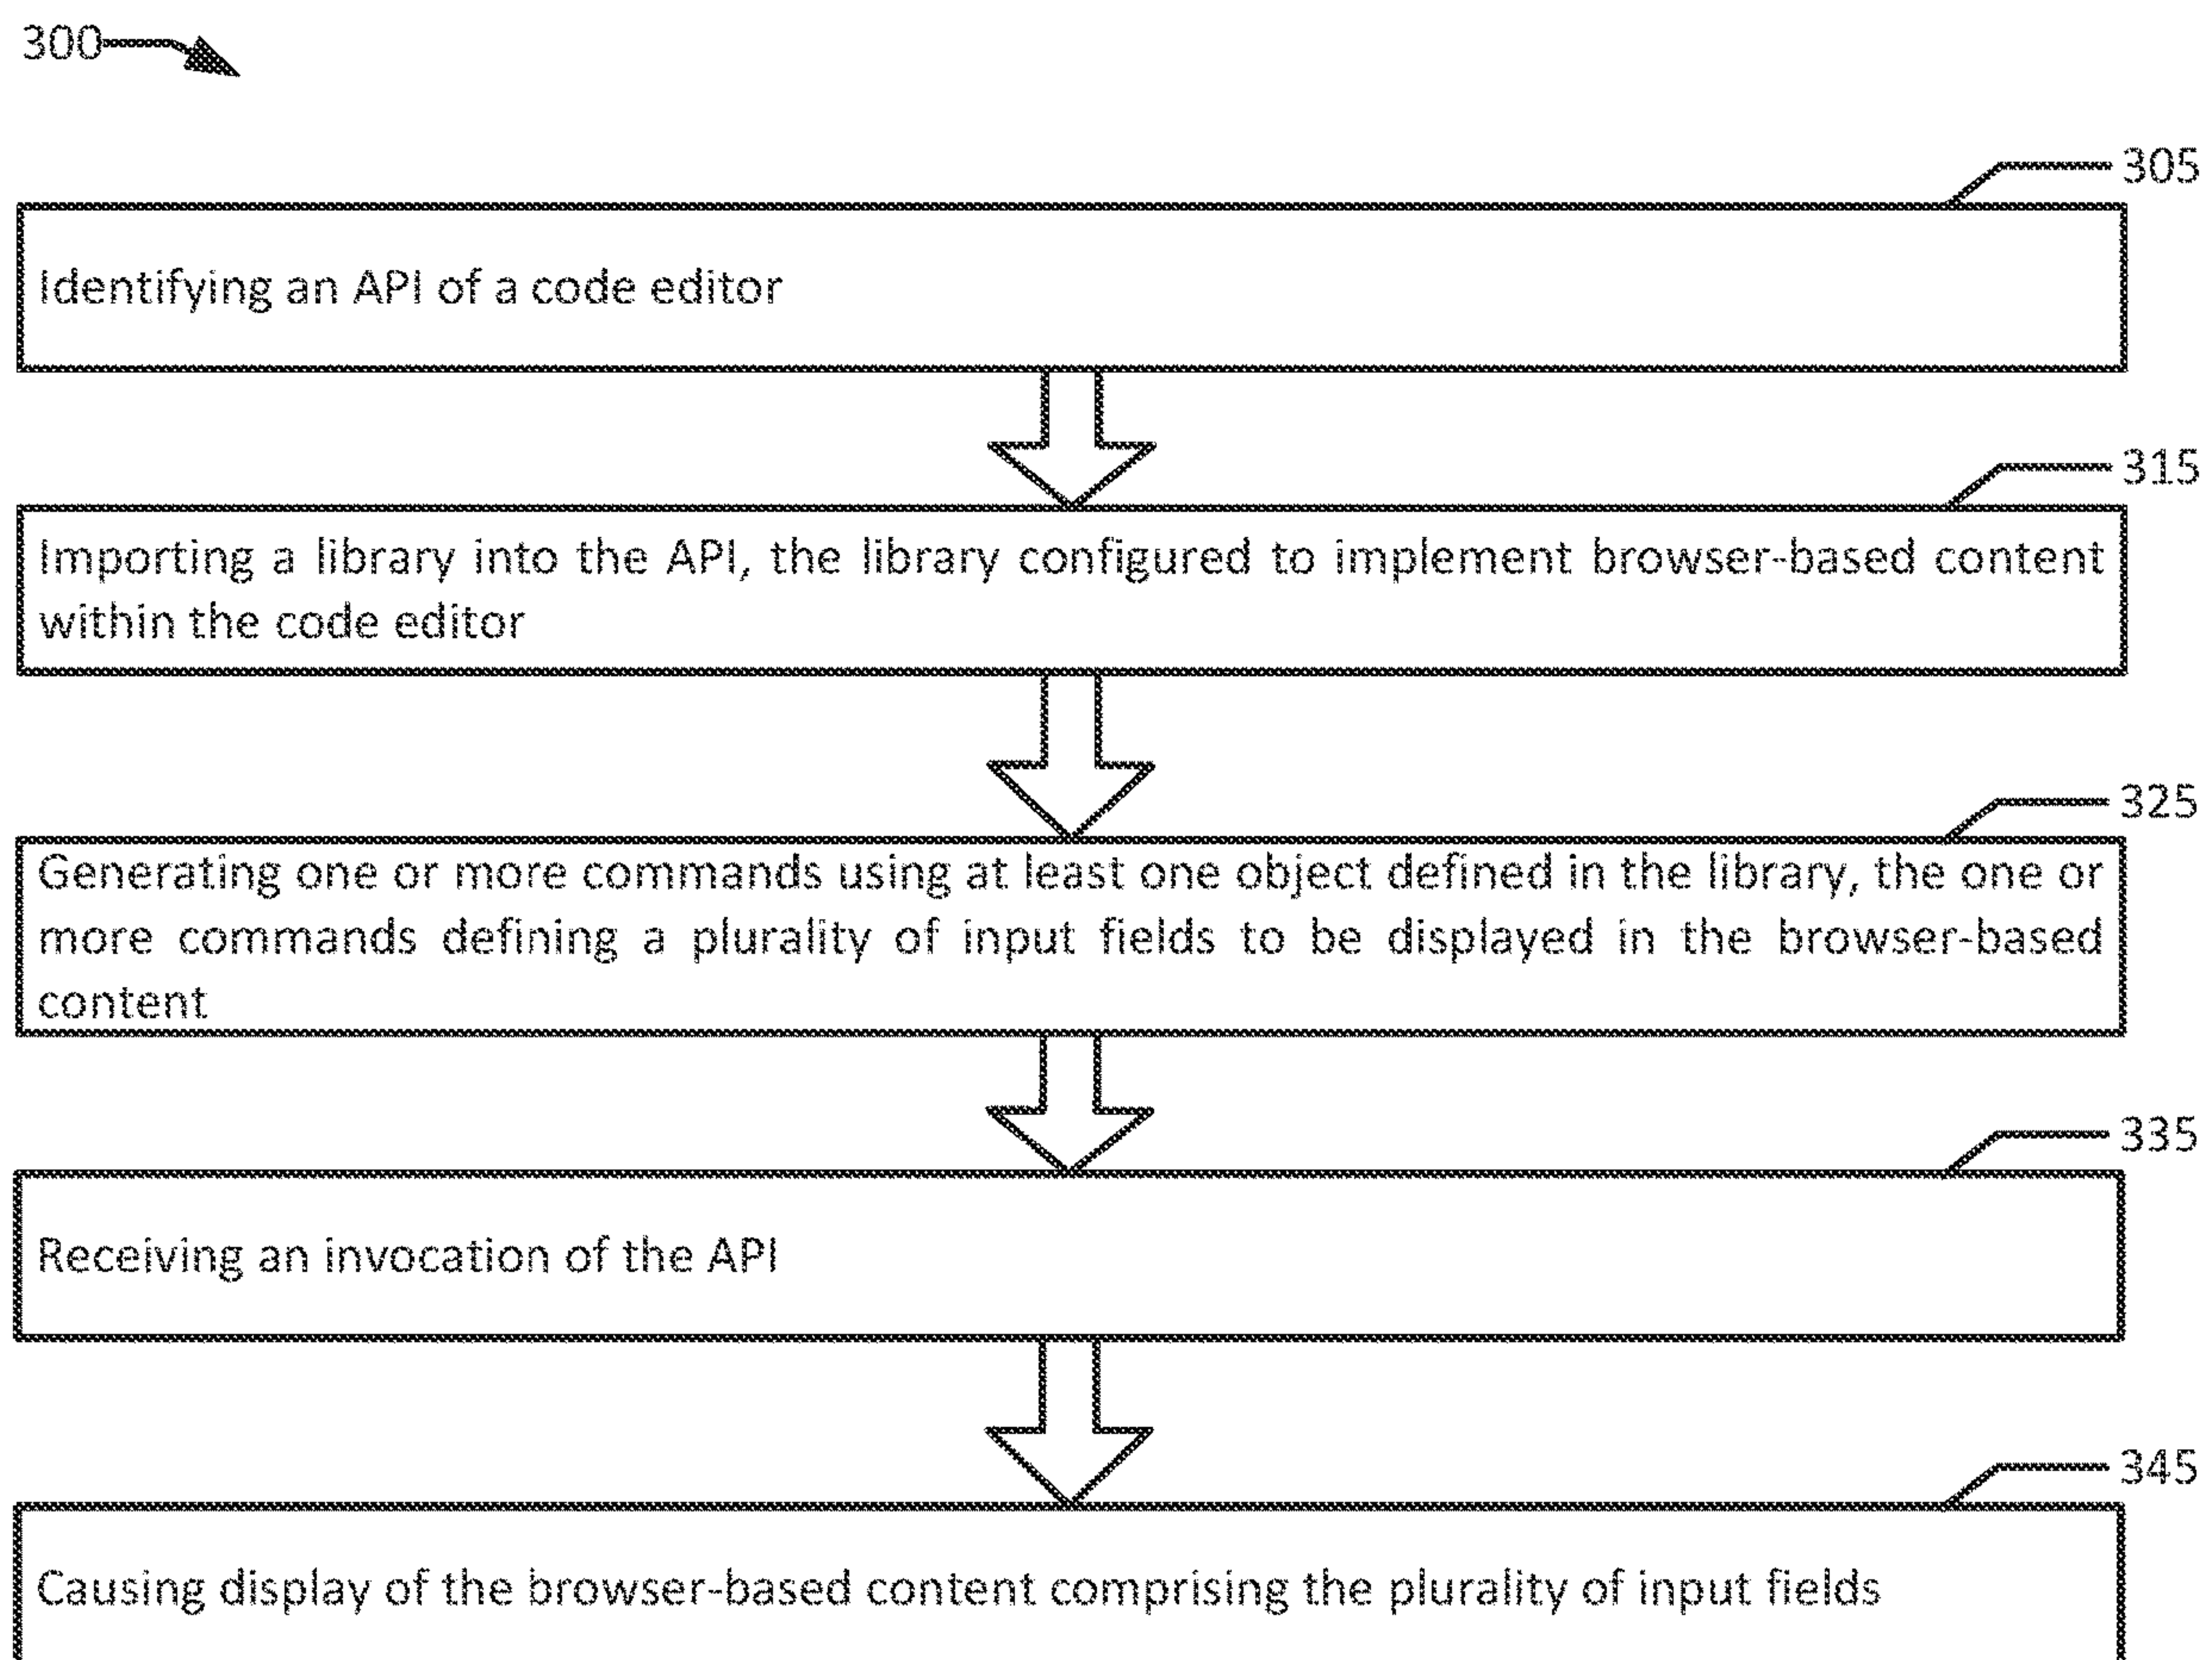 300
305
Identifying an API of a code editor
315
Importing a library into the API, the library configured to implement browser-based content
within the code editor
325
Generating one or more commands using at least one object defined in the library, the one or
more commands defining a plurality of input fields to be displayed in the browser-based
content
335
Receiving an invocation of the API
345
Causing display of the browser-based content comprising the plurality of input fields